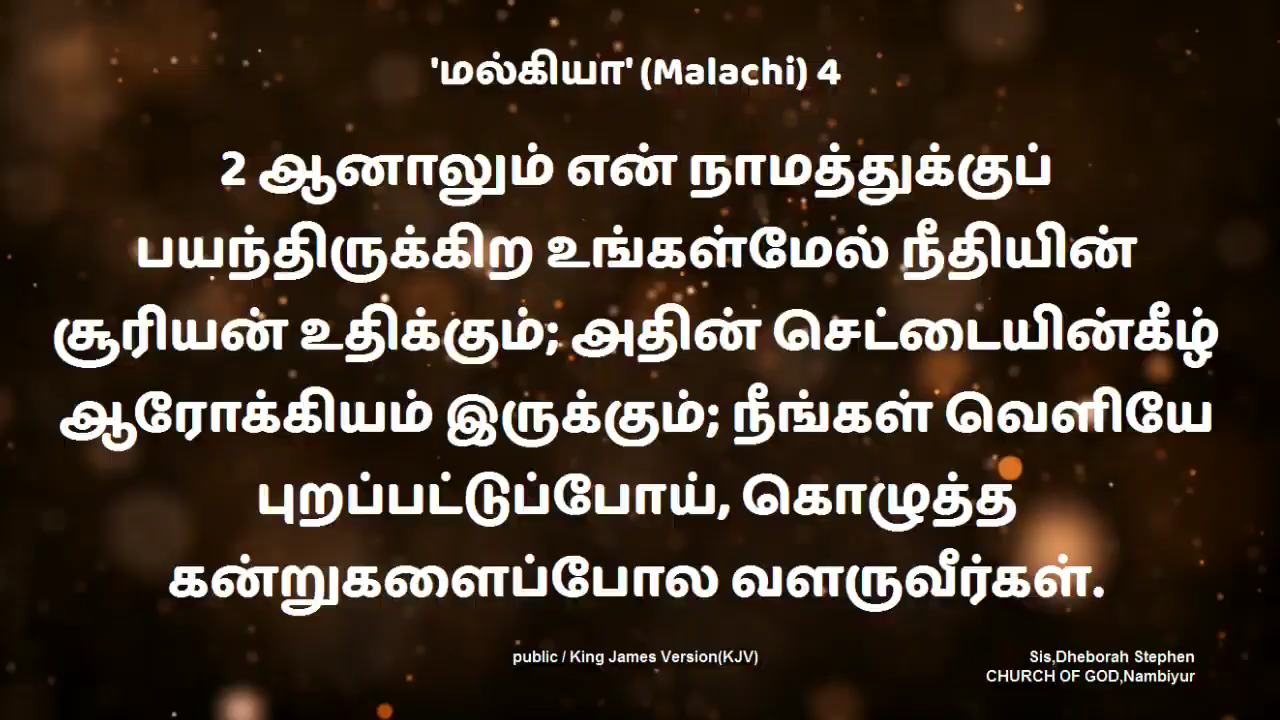 'மல்கியா' (Malachi) 4
2 ஆனாலும் என் நாமத்துக்குப்
பயந்திருக்கிற உங்கள்மேல் நீதியின்
சூரியன் உதிக்கும்; அதின் செட்டையின்கீழ்
ஆரோக்கியம் இருக்கும்; நீங்கள் வெளியே
புறப்பட்டுப்போய், கொழுத்த
கன்றுகளைப்போல வளருவீர்கள்.
public / King James Version(KJV)
Sis,Dheborah Stephen
CHURCH OF GOD,Nambiyur